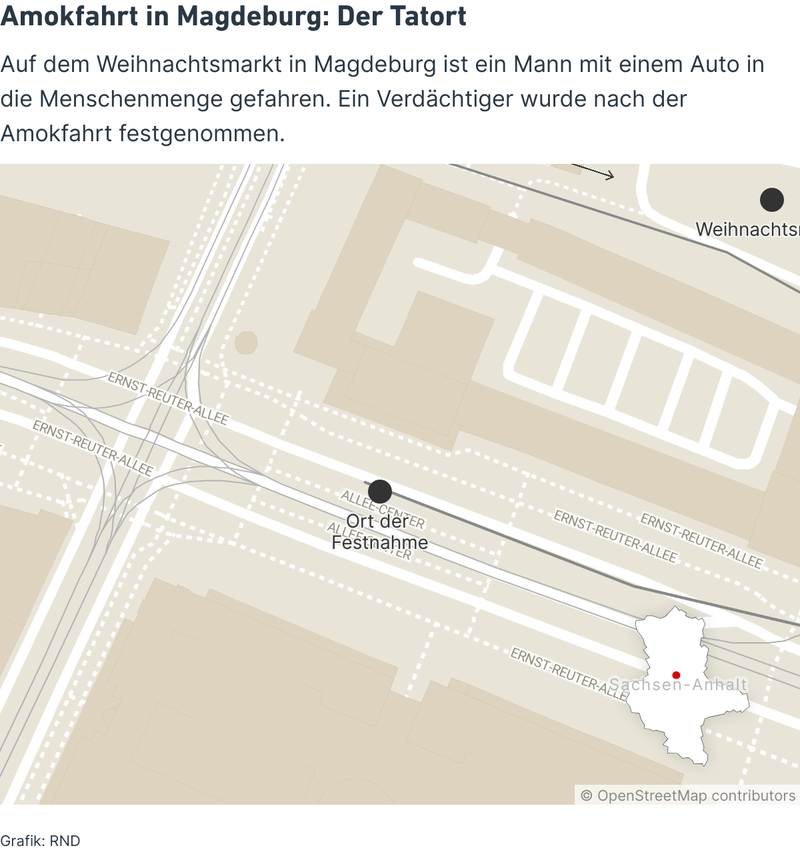 Amokfahrt in Magdeburg: Der Tatort
Auf dem Weihnachtsmarkt in Magdeburg ist ein Mann mit einem Auto in
die Menschenmenge gefahren. Ein Verdächtiger wurde nach der
Amokfahrt festgenommen.
Weihnachtsm
ERNST-REUTER-ALLEE
ERNST-REUTER-ALLEE
ALLEE-CENTER
Ort der
Festnahme
ALLEE-CENTER
ERNST-REUTER-ALLEE
ERNST-REUTER-ALLEE
ERNST-REUTER-ALLEE
Sachsen-Anhalt
© OpenStreetMap contributors
Grafik: RND